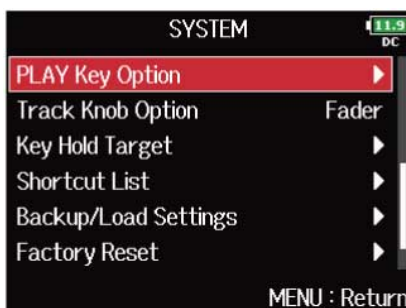 SYSTEM
11.9
DC
PLAY Key Option
Track Knob Option Fader
Key Hold Target
Shortcut List
Backup/Load Settings
Factory Reset
MENU : Return